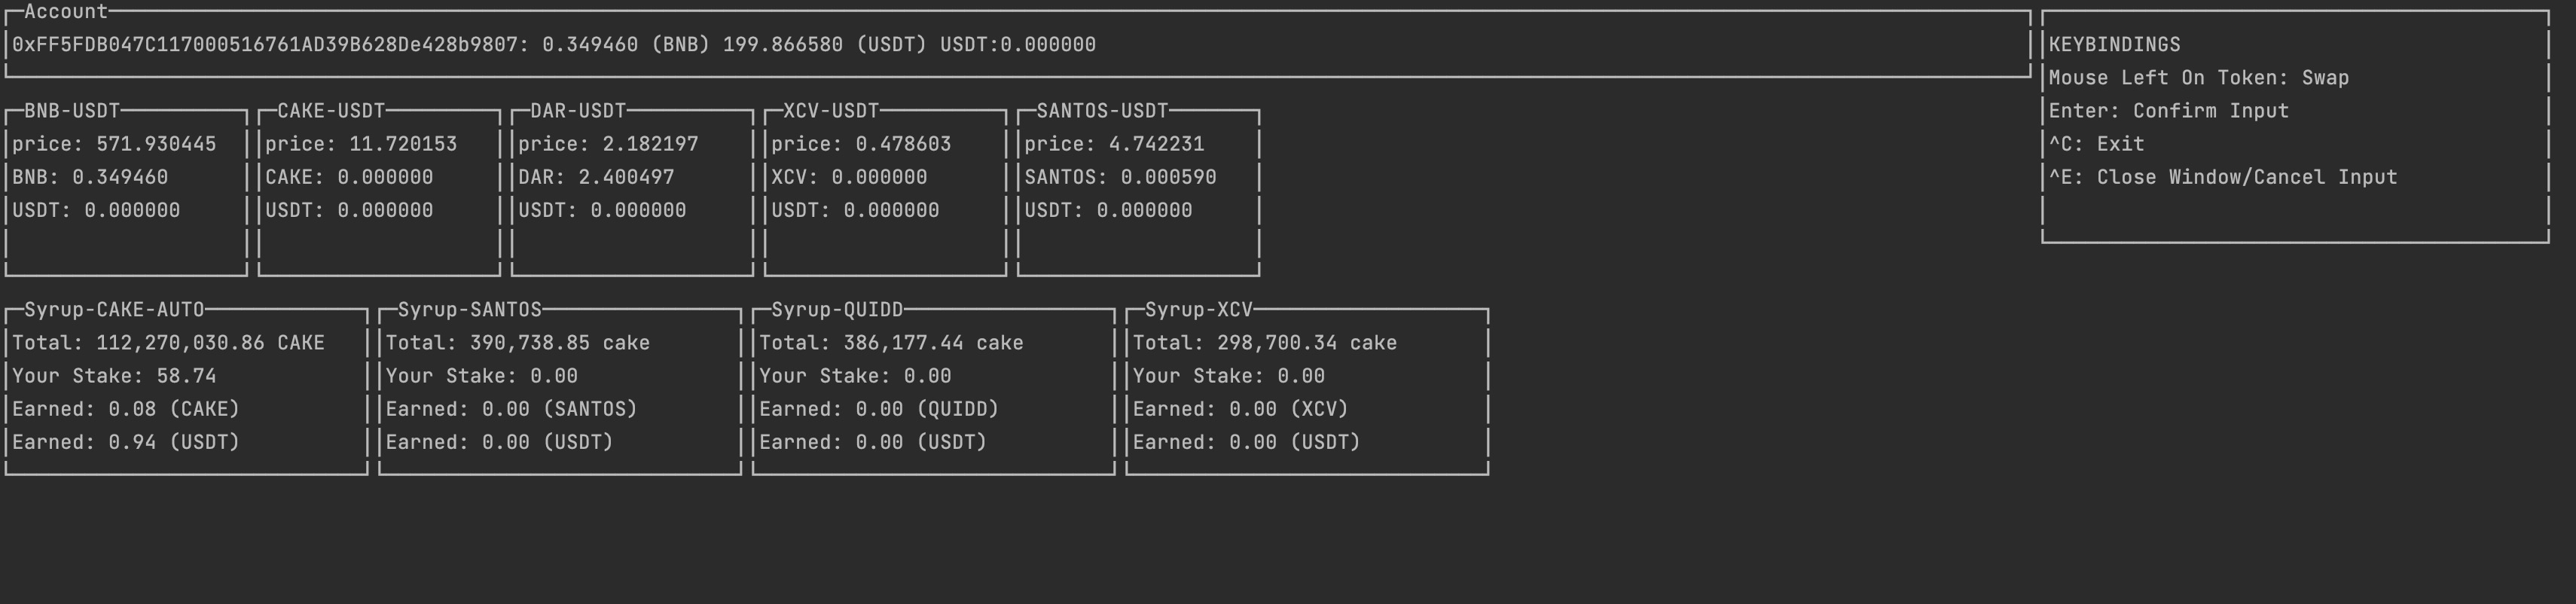 Account
0xFF5FDB047C117000516761AD39B628De428b9807: 0.349460 (BNB) 199.866580 (USDT) USDT:0.000000
KEYBINDINGS
Mouse Left On Token: Swap
Enter: Confirm Input
^C: Exit
^E: Close Window/Cancel Input
BNB-USDT
price: 571.930445
BNB: 0.349460
USDT: 0.000000
CAKE-USDT
price: 11.720153
CAKE: 0.000000
USDT: 0.000000
DAR-USDT
price: 2.182197
DAR: 2.400497
USDT: 0.000000
XCV-USDT
price: 0.478603
XCV: 0.000000
USDT: 0.000000
SANTOS-USDT
price: 4.742231
SANTOS: 0.000590
USDT: 0.000000
Syrup-CAKE-AUTO
Total: 112,270,030.86 CAKE
Your Stake: 58.74
Earned: 0.08 (CAKE)
Earned: 0.94 (USDT)
Syrup-SANTOS
Total: 390,738.85 cake
Your Stake: 0.00
Earned: 0.00 (SANTOS)
Earned: 0.00 (USDT)
Syrup-QUIDD
Total: 386,177.44 cake
Your Stake: 0.00
Earned: 0.00 (QUIDD)
Earned: 0.00 (USDT)
Syrup-XCV
Total: 298,700.34 cake
Your Stake: 0.00
Earned: 0.00 (XCV)
Earned: 0.00 (USDT)